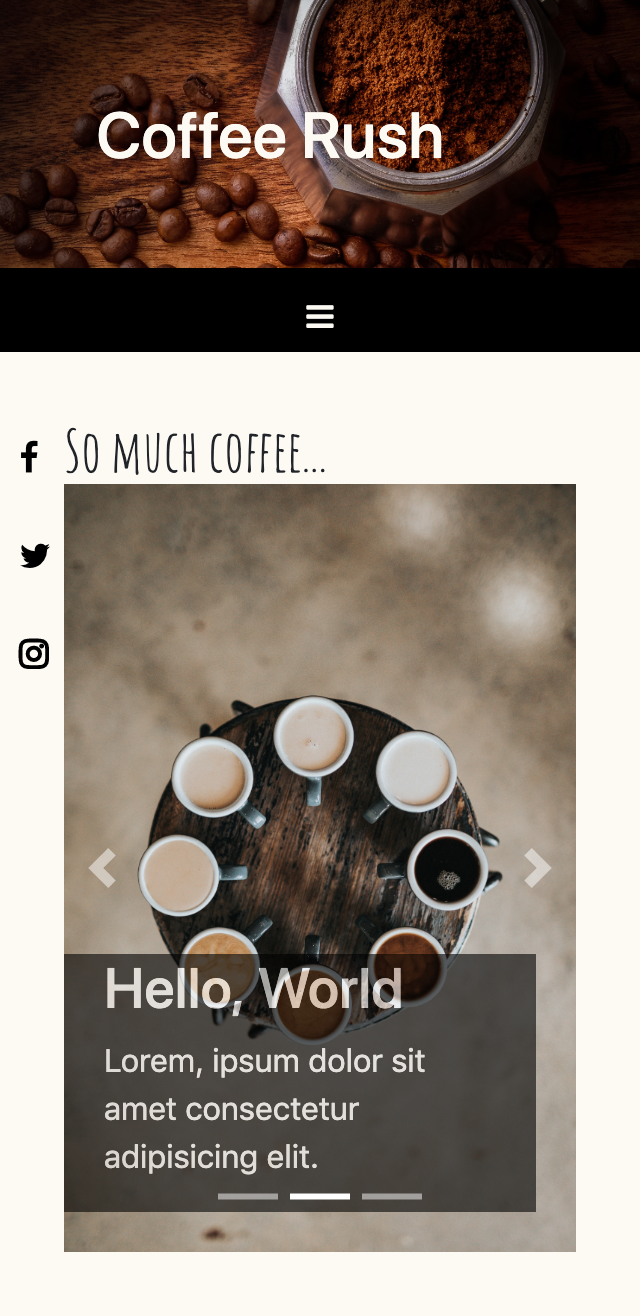 Coffee Rush
So much coffee...
Hello, World
Lorem, ipsum dolor sit
amet consectetur
adipisicing elit.